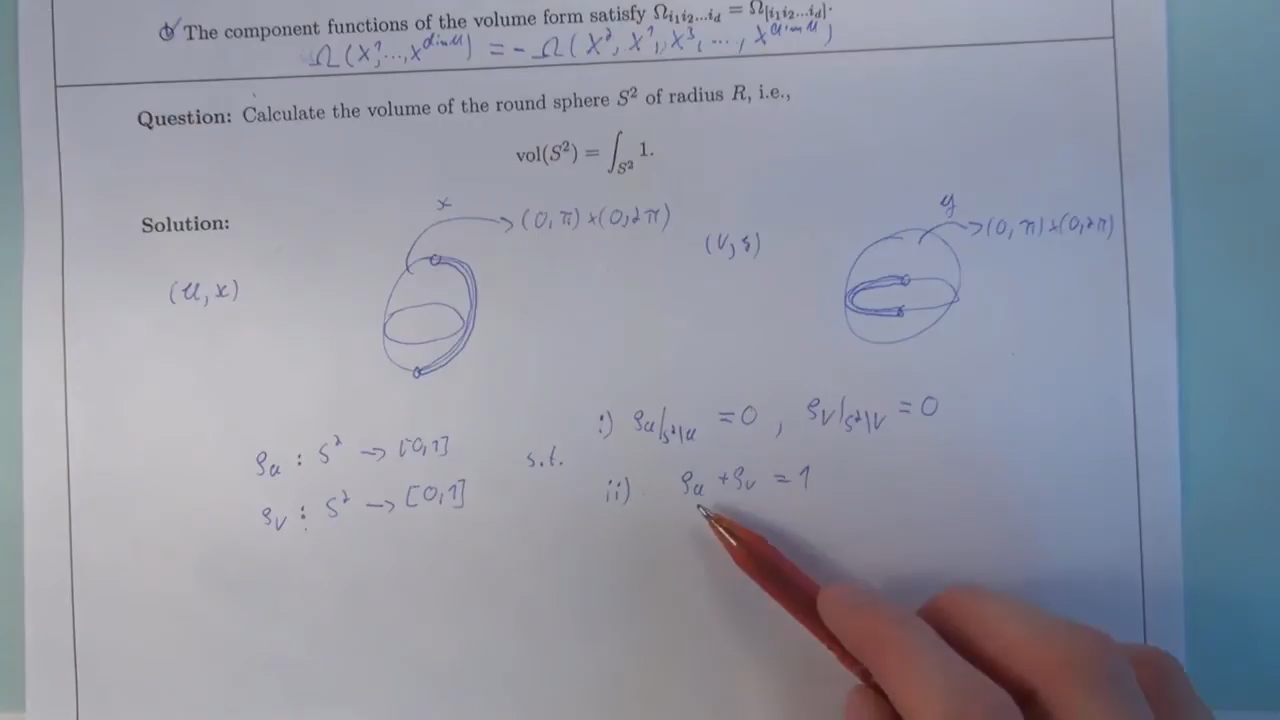 The component functions of the volume form satisfy Ω_{i₁i₂…i_d} = Ω_{[i₁i₂…i_d]}.
Ω(X¹, …, X^{dim M}) = − Ω(X², X¹, X³, …, X^{dim M})
Question: Calculate the volume of the round sphere S² of radius R, i.e.,
vol(S²) = ∫_{S²} 1.
Solution:
x
(0, π) × (0, 2π)
y
(0, π) × (0, 2π)
(U, x)
(V, y)
ρ_U : S² → [0, 1]
ρ_V : S² → [0, 1]
s.t.
i) ρ_U|_{S²\U} = 0 , ρ_V|_{S²\V} = 0
ii) ρ_U + ρ_V = 1